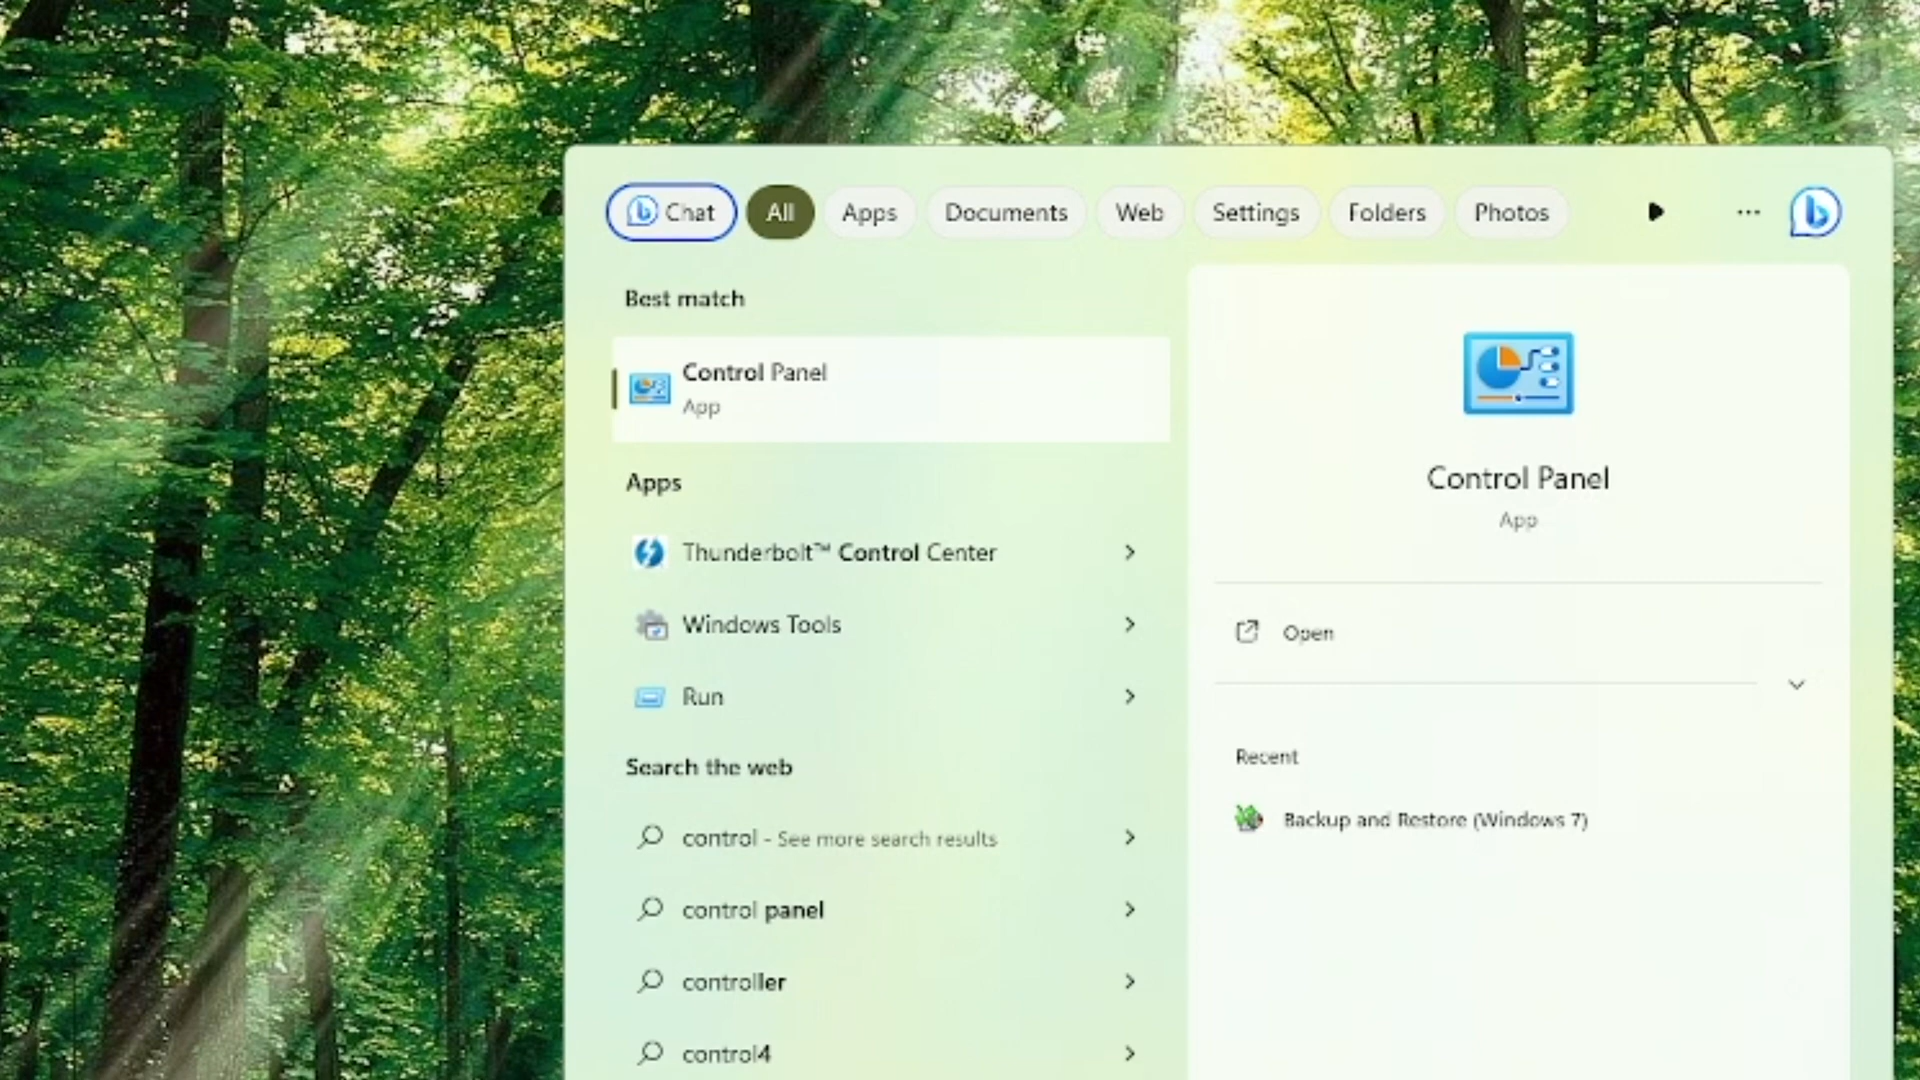 Chat All Apps Documents Web Settings Folders Photos ...
Best match
Control Panel
App
Apps
Thunderbolt™ Control Center
Windows Tools
Run
Search the web
control - See more search results
control panel
controller
control4
Control Panel
App
Open
Recent
Backup and Restore (Windows 7)